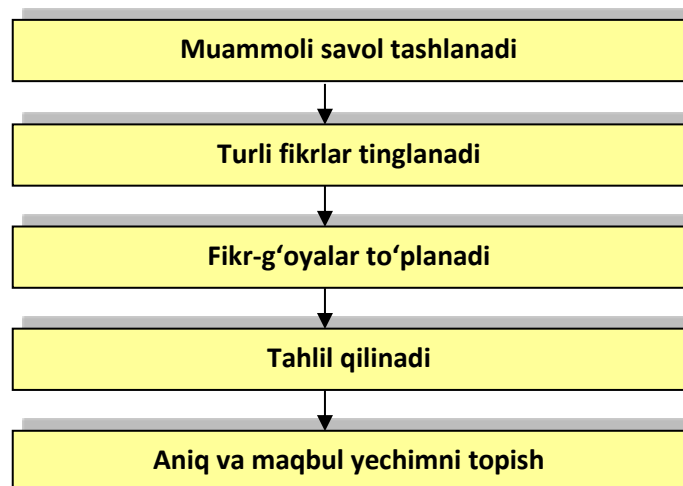 Muammoli savol tashlanadi
Turli fikrlar tinglanadi
Fikr-g‘oyalar to‘planadi
Tahlil qilinadi
Aniq va maqbul yechimni topish